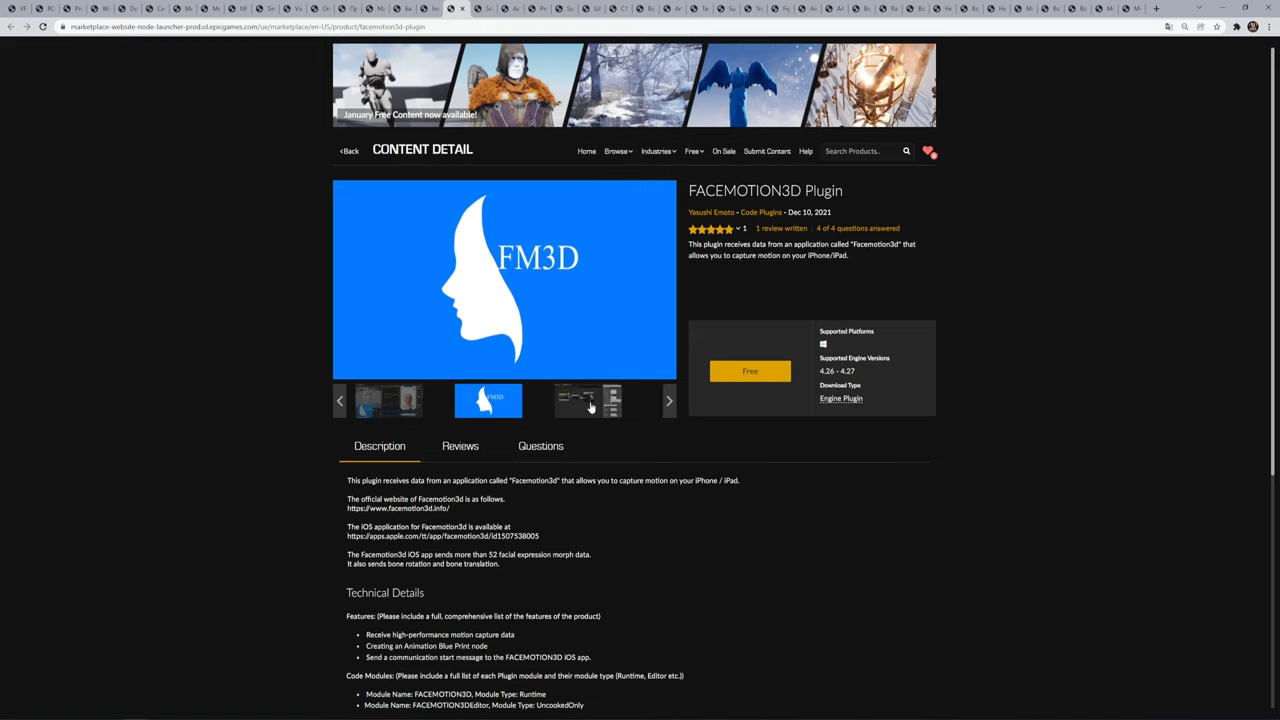 marketplace-website-node-launcher-prod.ol.epicgames.com/ue/marketplace/en-US/product/facemotion3d-plugin
January Free Content now available!
Back
CONTENT DETAIL
Home
Browse
Industries
Free
On Sale
Submit Content
Help
Search Products..
FM3D
FACEMOTION3D Plugin
Yasushi Emoto - Code Plugins - Dec 10, 2021
1
1 review written
4 of 4 questions answered
This plugin receives data from an application called "Facemotion3d" that
allows you to capture motion on your iPhone/iPad.
Free
Supported Platforms
Supported Engine Versions
4.26 - 4.27
Download Type
Engine Plugin
Description
Reviews
Questions
This plugin receives data from an application called "Facemotion3d" that allows you to capture motion on your iPhone / iPad.
The official website of Facemotion3d is as follows.
https://www.facemotion3d.info/
The iOS application for Facemotion3d is available at
https://apps.apple.com/tt/app/facemotion3d/id1507538005
The Facemotion3d iOS app sends more than 52 facial expression morph data.
It also sends bone rotation and bone translation.
Technical Details
Features: (Please include a full, comprehensive list of the features of the product)
• Receive high-performance motion capture data
• Creating an Animation Blue Print node
• Send a communication start message to the FACEMOTION3D iOS app.
Code Modules: (Please include a full list of each Plugin module and their module type (Runtime, Editor etc.))
• Module Name: FACEMOTION3D, Module Type: Runtime
• Module Name: FACEMOTION3DEditor, Module Type: UncookedOnly